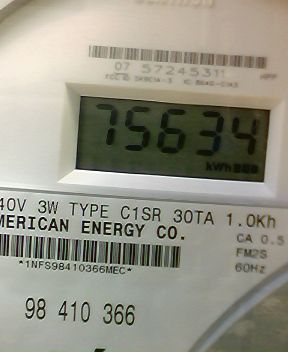 07 57245311
75634
kWh
40V 3W TYPE C1SR 30TA 1.0Kh
MERICAN ENERGY CO.
CA 0.5
FM2S
60Hz
*1NFS98410366MEC*
98 410 366